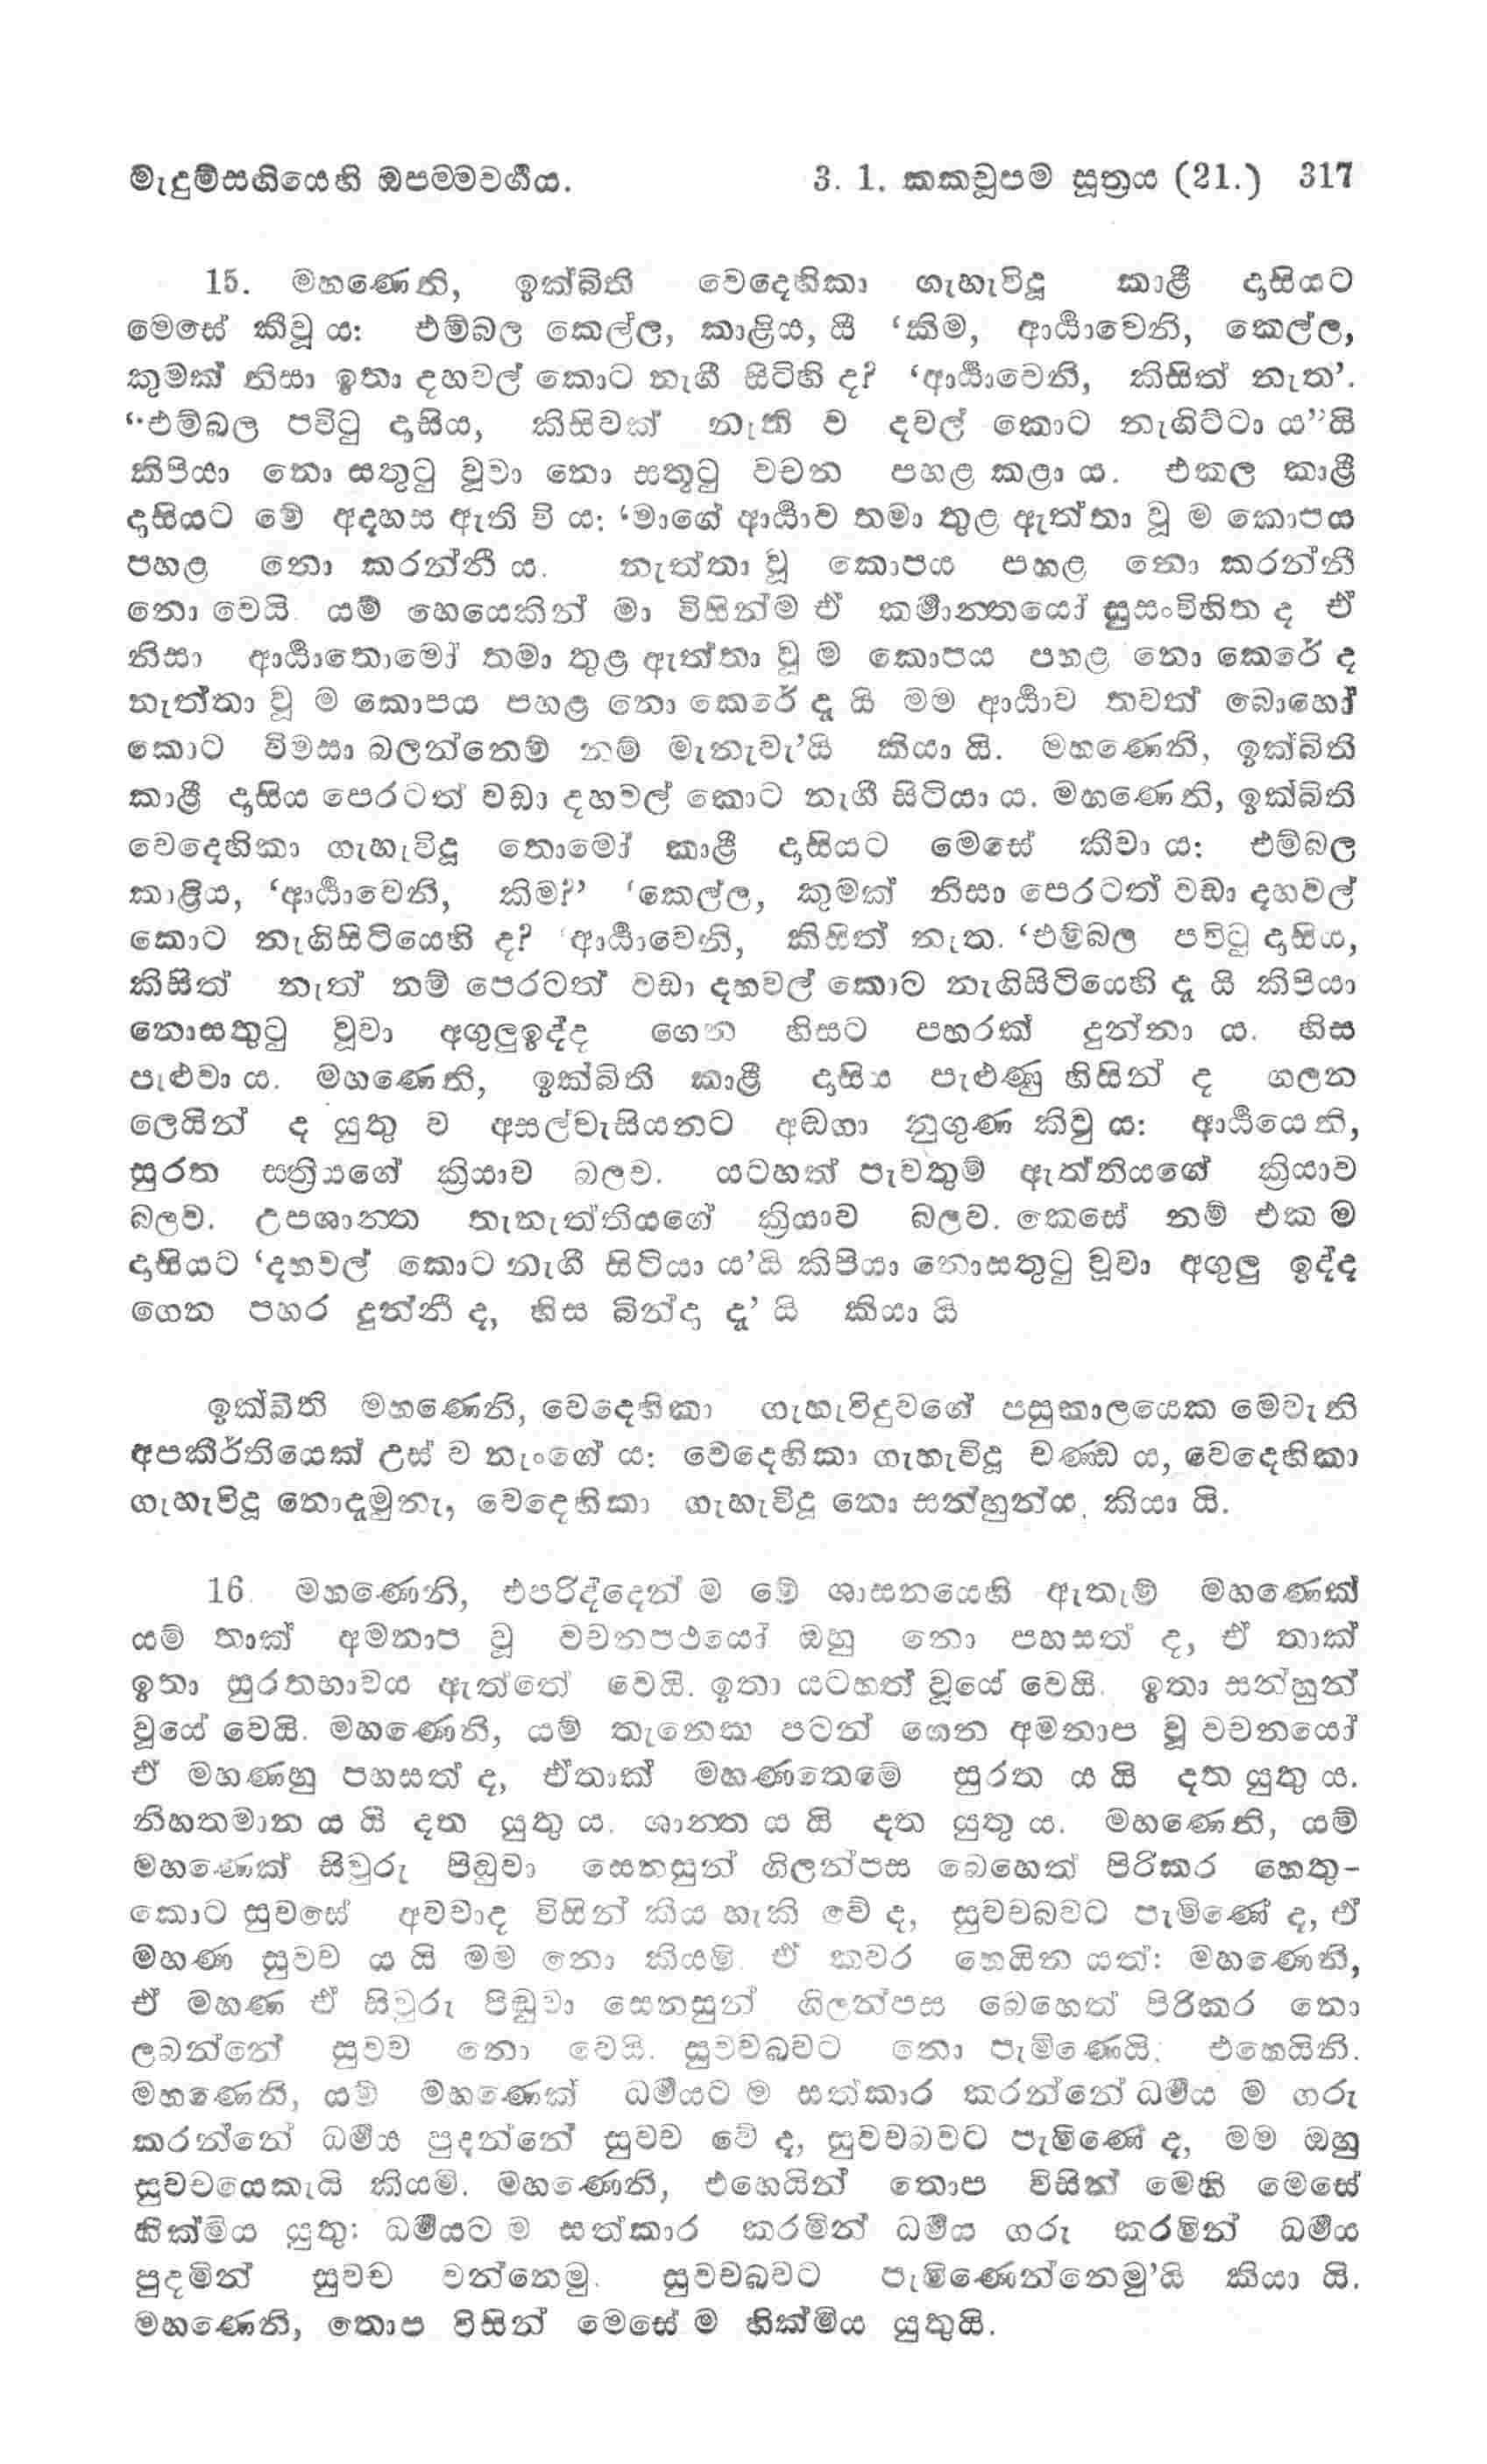 මැදුම්සඟියෙහි ඔපම්මවර්ගය. 3. 1. කකචූපම සූත්‍රය (21.) 317
15. මහණෙනි, ඉක්බිති වෙදෙහිකා ගැහැවිදූ කාළී දාසියට
මෙසේ කීවූ ය: එම්බල කෙල්ල, කාළිය, යී ‘කිම, ආර්යාවෙනි, කෙල්ල,
කුමක් නිසා ඉතා දහවල් කොට නැගී සිටිහි ද? ‘ආර්යාවෙනි, කිසිත් නැත’.
“එම්බල පවිටු දාසිය, කිසිවක් නැති ව දවල් කොට නැගිට්ටා ය”යි
කිපියා නො සතුටු වූවා නො සතුටු වචන පහළ කළා ය. එකල කාළී
දාසියට මේ අදහස ඇති වි ය: ‘මාගේ ආර්යාව තමා තුළ ඇත්තා වූ ම කොපය
පහළ නො කරන්නී ය. නැත්තා වූ කොපය පහළ නො කරන්නී
නො වෙයි. යම් හෙයෙකින් මා විසින්ම ඒ කර්මාන්තයෝ සුසංවිහිත ද ඒ
නිසා ආර්යාතොමෝ තමා තුළ ඇත්තා වූ ම කොපය පහළ නො කෙරේ ද
නැත්තා වූ ම කොපය පහළ නො කෙරේ දැ යි මම ආර්යාව තවත් බොහෝ
කොට විමසා බලන්නෙම් නම් මැනැවැ’යි කියා යි. මහණෙනි, ඉක්බිති
කාළී දාසිය පෙරටත් වඩා දහවල් කොට නැගී සිටියා ය. මහණෙනි, ඉක්බිති
වෙදෙහිකා ගැහැවිදූ තොමෝ කාළී දාසියට මෙසේ කීවා ය: එම්බල
කාළිය, ‘ආර්යාවෙනි, කිම?’ ‘කෙල්ල, කුමක් නිසා පෙරටත් වඩා දහවල්
කොට නැගිසිටියෙහි ද? ‘ආර්යාවෙනි, කිසිත් නැත. ‘එම්බල පවිටු දාසිය,
කිසිත් නැත් නම් පෙරටත් වඩා දහවල් කොට නැගිසිටියෙහි දැ යි කිපියා
නොසතුටු වූවා අගුලුඉද්ද ගෙන හිසට පහරක් දුන්නා ය. හිස
පැළුවා ය. මහණෙනි, ඉක්බිති කාළී දාසිය පැළුණු හිසින් ද ගලන
ලෙයින් ද යුතු ව අසල්වැසියනට අඬගා නුගුණ කිවු ය: ආර්යයෙනි,
සුරත ස්ත්‍රියගේ ක්‍රියාව බලව. යටහත් පැවතුම් ඇත්තියගේ ක්‍රියාව
බලව. උපශාන්ත තැනැත්තියගේ ක්‍රියාව බලව. කෙසේ නම් එක ම
දාසියට ‘දහවල් කොට නැගී සිටියා ය’යි කිපියා නොසතුටු වූවා අගුලු ඉද්ද
ගෙන පහර දුන්නී ද, හිස බින්ද දැ’ යි කියා යි
ඉක්බිති මහණෙනි, වෙදෙහිකා ගැහැවිදුවගේ පසුකාලයෙක මෙවැනි
අපකීර්තියෙක් උස් ව නැංගේ ය: වෙදෙහිකා ගැහැවිදූ චණ්ඩ ය, වෙදෙහිකා
ගැහැවිදූ නොදැමුනැ, වෙදෙහිකා ගැහැවිදූ නො සන්හුන්ය, කියා යි.
16. මහණෙනි, එපරිද්දෙන් ම මේ ශාසනයෙහි ඇතැම් මහණෙක්
යම් තාක් අමනාප වූ වචනපථයෝ ඔහු නො පහසත් ද, ඒ තාක්
ඉතා සුරතභාවය ඇත්තේ වෙයි. ඉතා යටහත් වූයේ වෙයි. ඉතා සන්හුන්
වූයේ වෙයි. මහණෙනි, යම් තැනෙක පටන් ගෙන අමනාප වූ වචනයෝ
ඒ මහණහු පහසත් ද, ඒතාක් මහණතෙමේ සුරත ය යි දත යුතු ය.
නිහතමාන ය යි දත යුතු ය. ශාන්ත ය යි දත යුතු ය. මහණෙනි, යම්
මහණෙක් සිවුරු පිඬුවා සෙනසුන් ගිලන්පස බෙහෙත් පිරිකර හෙතු-
කොට සුවසේ අවවාද විසින් කිය හැකි වේ ද, සුවචබවට පැමිණේ ද, ඒ
මහණ සුවච ය යි මම නො කියමි. ඒ කවර හෙයින යත්: මහණෙනි,
ඒ මහණ ඒ සිවුරු පිඬුවා සෙනසුන් ගිලන්පස බෙහෙත් පිරිකර නො
ලබන්නේ සුවච නො වෙයි. සුවචබවට නො පැමිණෙයි. එහෙයිනි.
මහණෙනි, යම් මහණෙක් ධර්මයට ම සත්කාර කරන්නේ ධර්මය ම ගරු
කරන්නේ ධර්මය පුදන්නේ සුවච වේ ද, සුවචබවට පැමිණේ ද, මම ඔහු
සුවචයෙකැයි කියමි. මහණෙනි, එහෙයින් තොප විසින් මෙහි මෙසේ
හික්මිය යුතු: ධර්මයට ම සත්කාර කරමින් ධර්මය ගරු කරමින් ධර්මය
පුදමින් සුවච වන්නෙමු. සුවචබවට පැමිණෙන්නෙමු’යි කියා යි.
මහණෙනි, තොප විසින් මෙසේ ම හික්මිය යුතුයි.